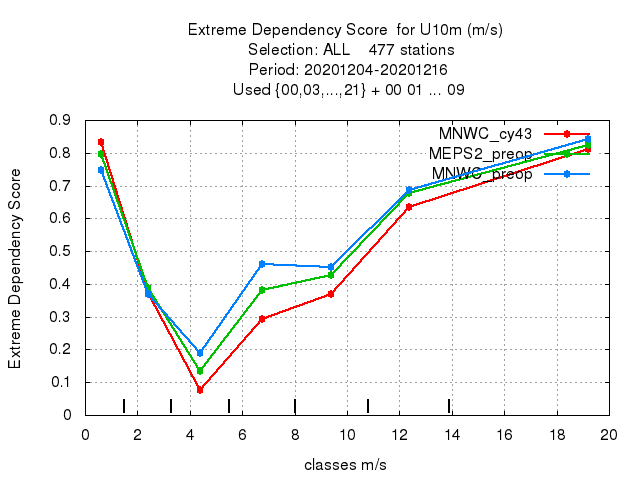 Extreme Dependency Score  for U10m (m/s)
Selection: ALL    477 stations
Period: 20201204-20201216
Used {00,03,...,21} + 00 01 ... 09
MNWC_cy43
MEPS2_preop
MNWC_preop
Extreme Dependency Score
0.9
0.8
0.7
0.6
0.5
0.4
0.3
0.2
0.1
0
0 2 4 6 8 10 12 14 16 18 20
classes m/s